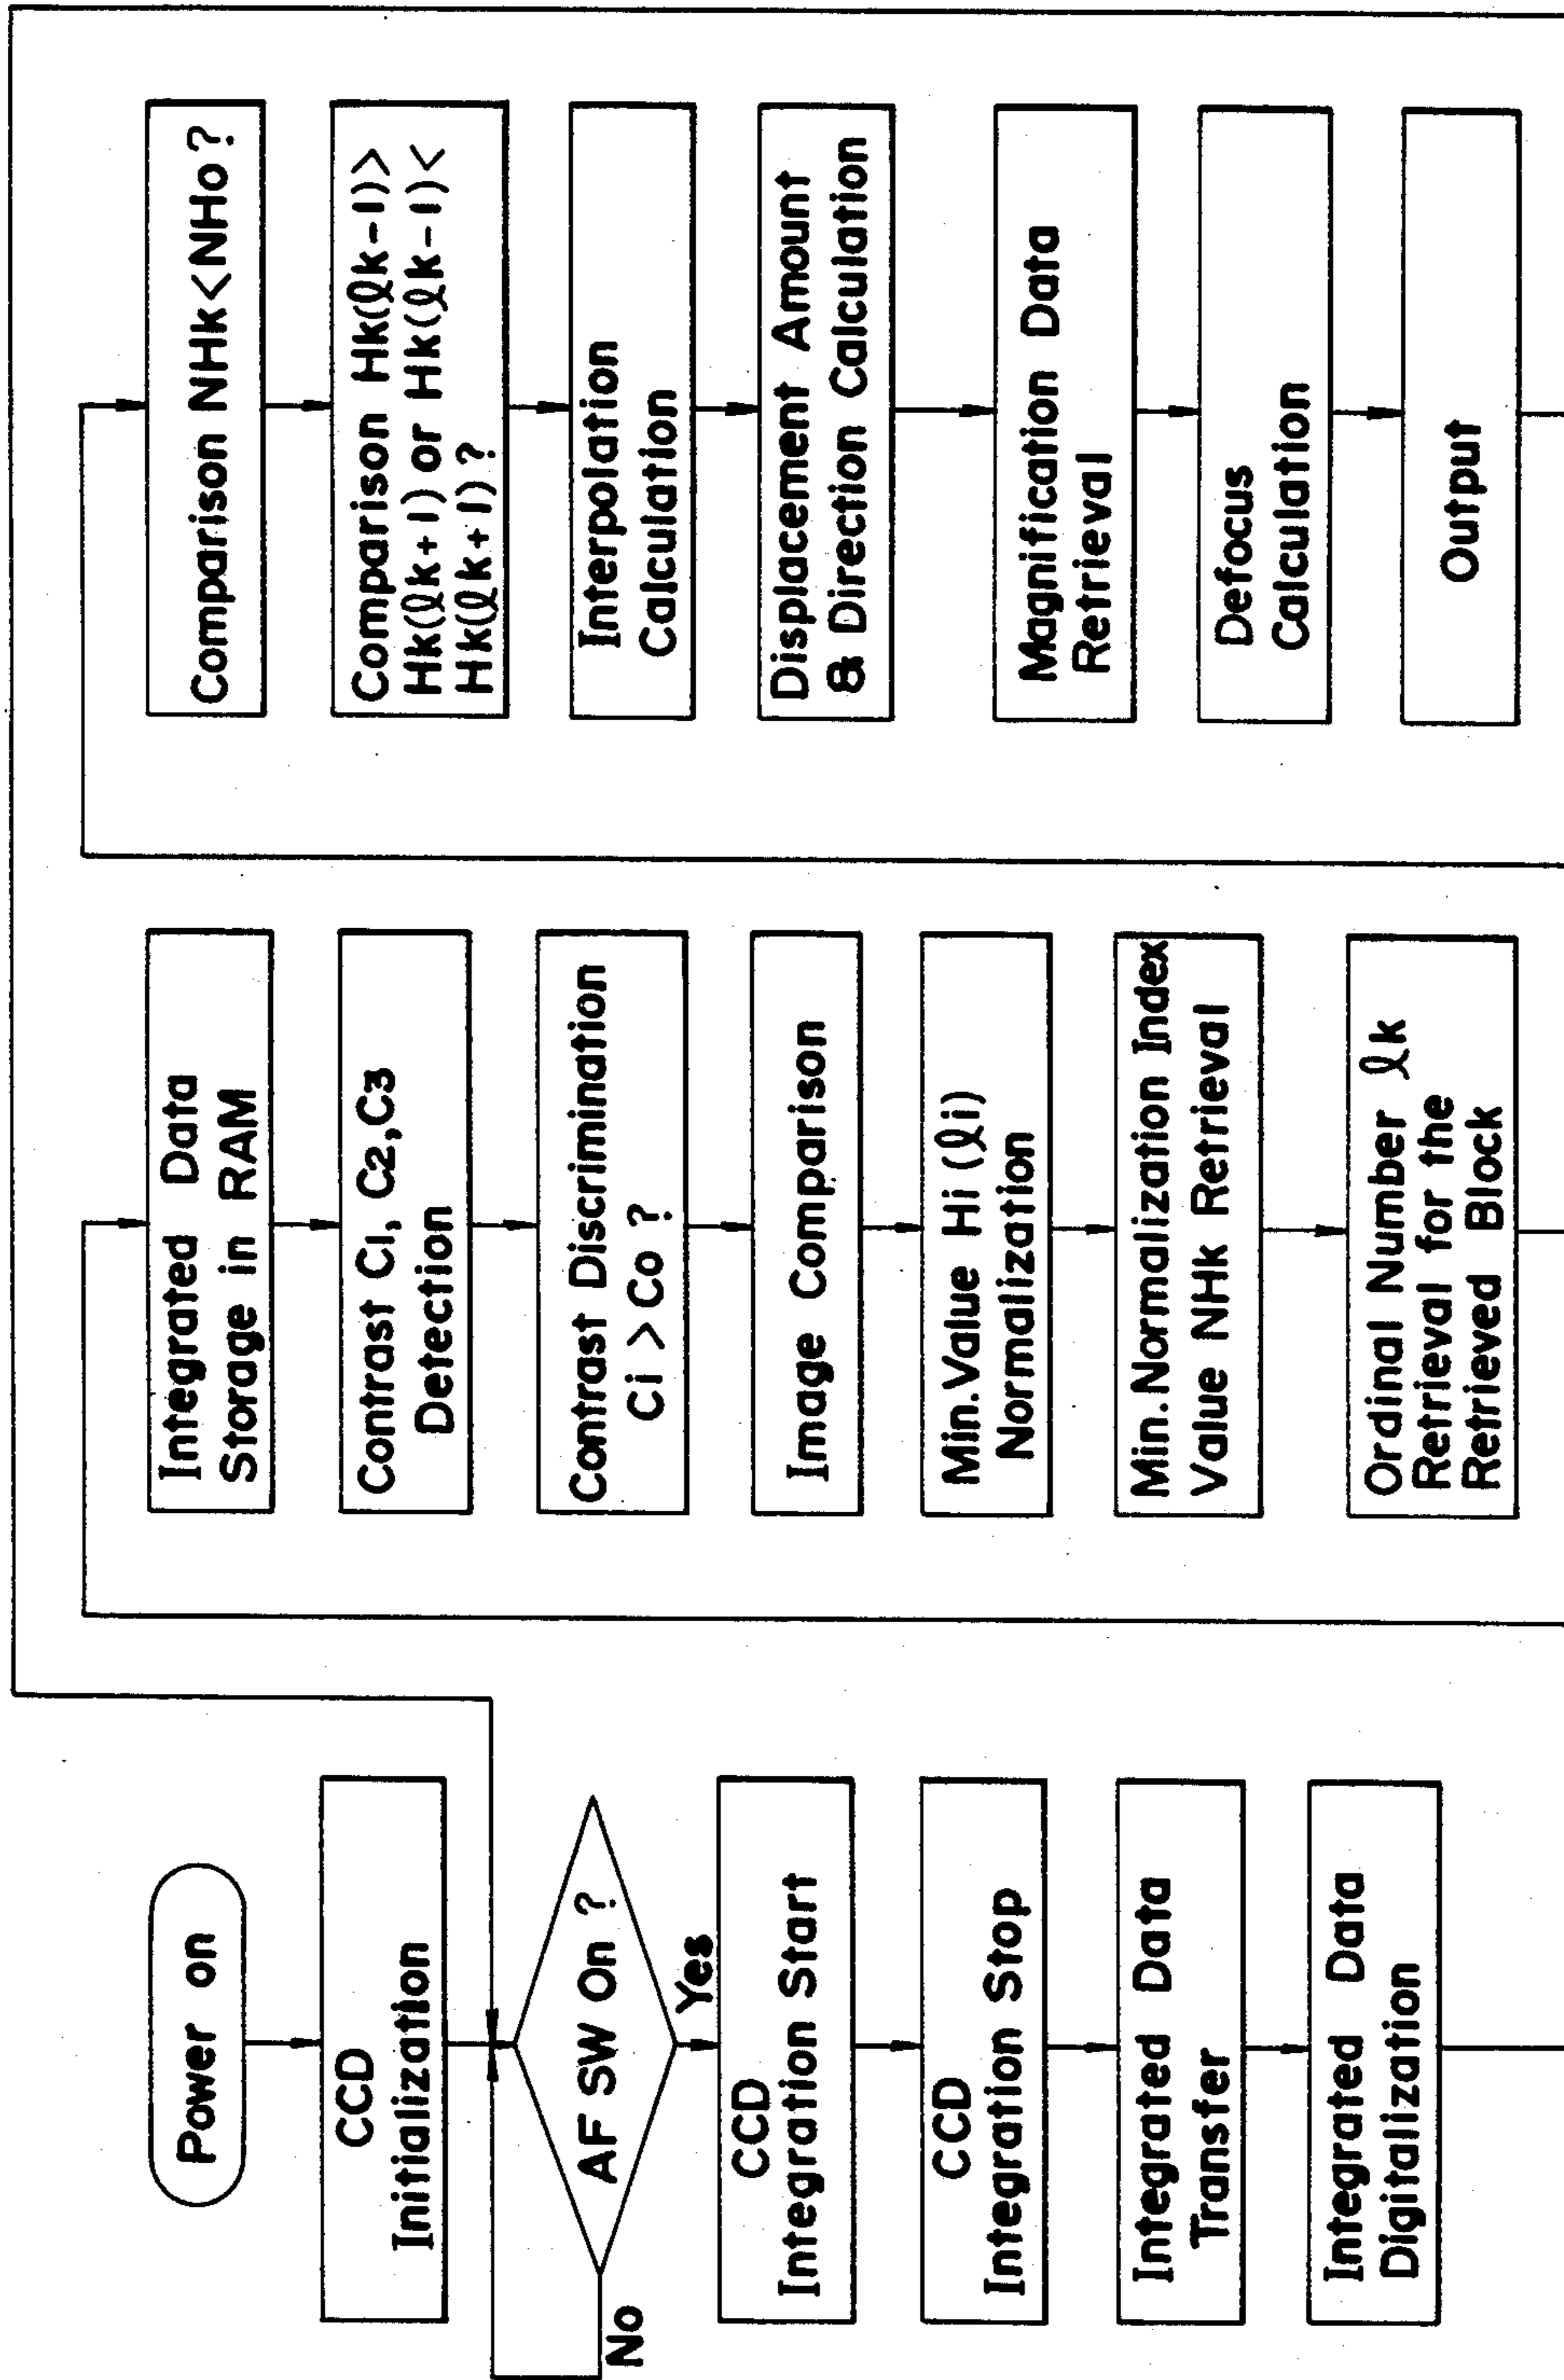 Power on
CCD
Initialization
AF SW On ?
No
Yes
CCD
Integration Start
CCD
Integration Stop
Integrated Data
Transfer
Integrated Data
Digitalization
Integrated Data
Storage in RAM
Contrast C1, C2,C3
Detection
Contrast Discrimination
Ci > Co ?
Image Comparison
Min.Value Hi (ℓi)
Normalization
Min.Normalization Index
Value NHk Retrieval
Ordinal Number ℓk
Retrieval for the
Retrieved Block
Comparison NHk<NHo?
Comparison Hk(ℓk-1)>
Hk(ℓk+1) or Hk(ℓk-1)<
Hk(ℓk+1) ?
Interpolation
Calculation
Displacement Amount
& Direction Calculation
Magnification Data
Retrieval
Defocus
Calculation
Output